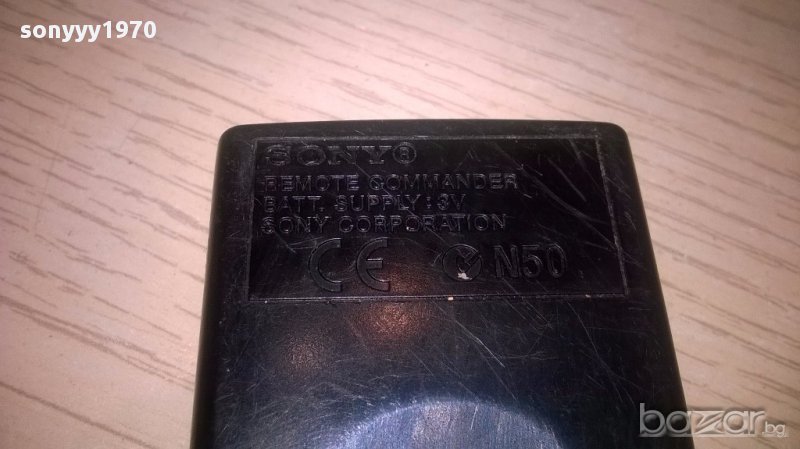 sonyyy1970
SONY®
REMOTE COMMANDER
BATT. SUPPLY: 3V
SONY CORPORATION
CE N50
bazar.bg